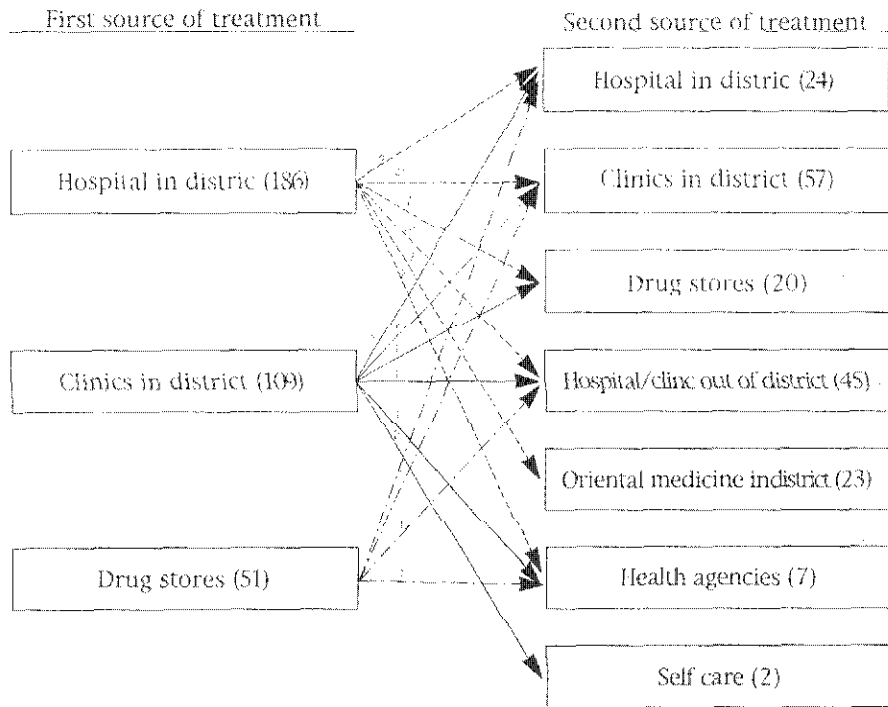 First source of treatment
Second source of treatment
Hospital in distric (186)
Clinics in district (109)
Drug stores (51)
Hospital in distric (24)
Clinics in district (57)
Drug stores (20)
Hospital/clinc out of district (45)
Oriental medicine indistrict (23)
Health agencies (7)
Self care (2)